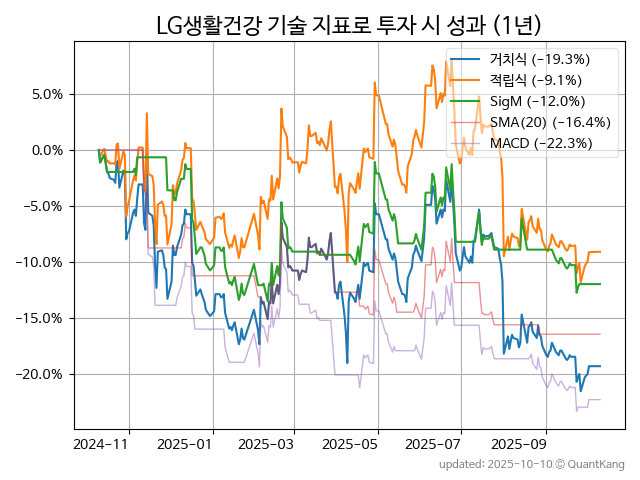 LG생활건강 기술 지표로 투자 시 성과 (1년)
거치식 (−19.3%)
적립식 (−9.1%)
SigM (−12.0%)
SMA(20) (−16.4%)
MACD (−22.3%)
5.0%
0.0%
−5.0%
−10.0%
−15.0%
−20.0%
2024−11 2025−01 2025−03 2025−05 2025−07 2025−09
updated: 2025-10-10 © QuantKang